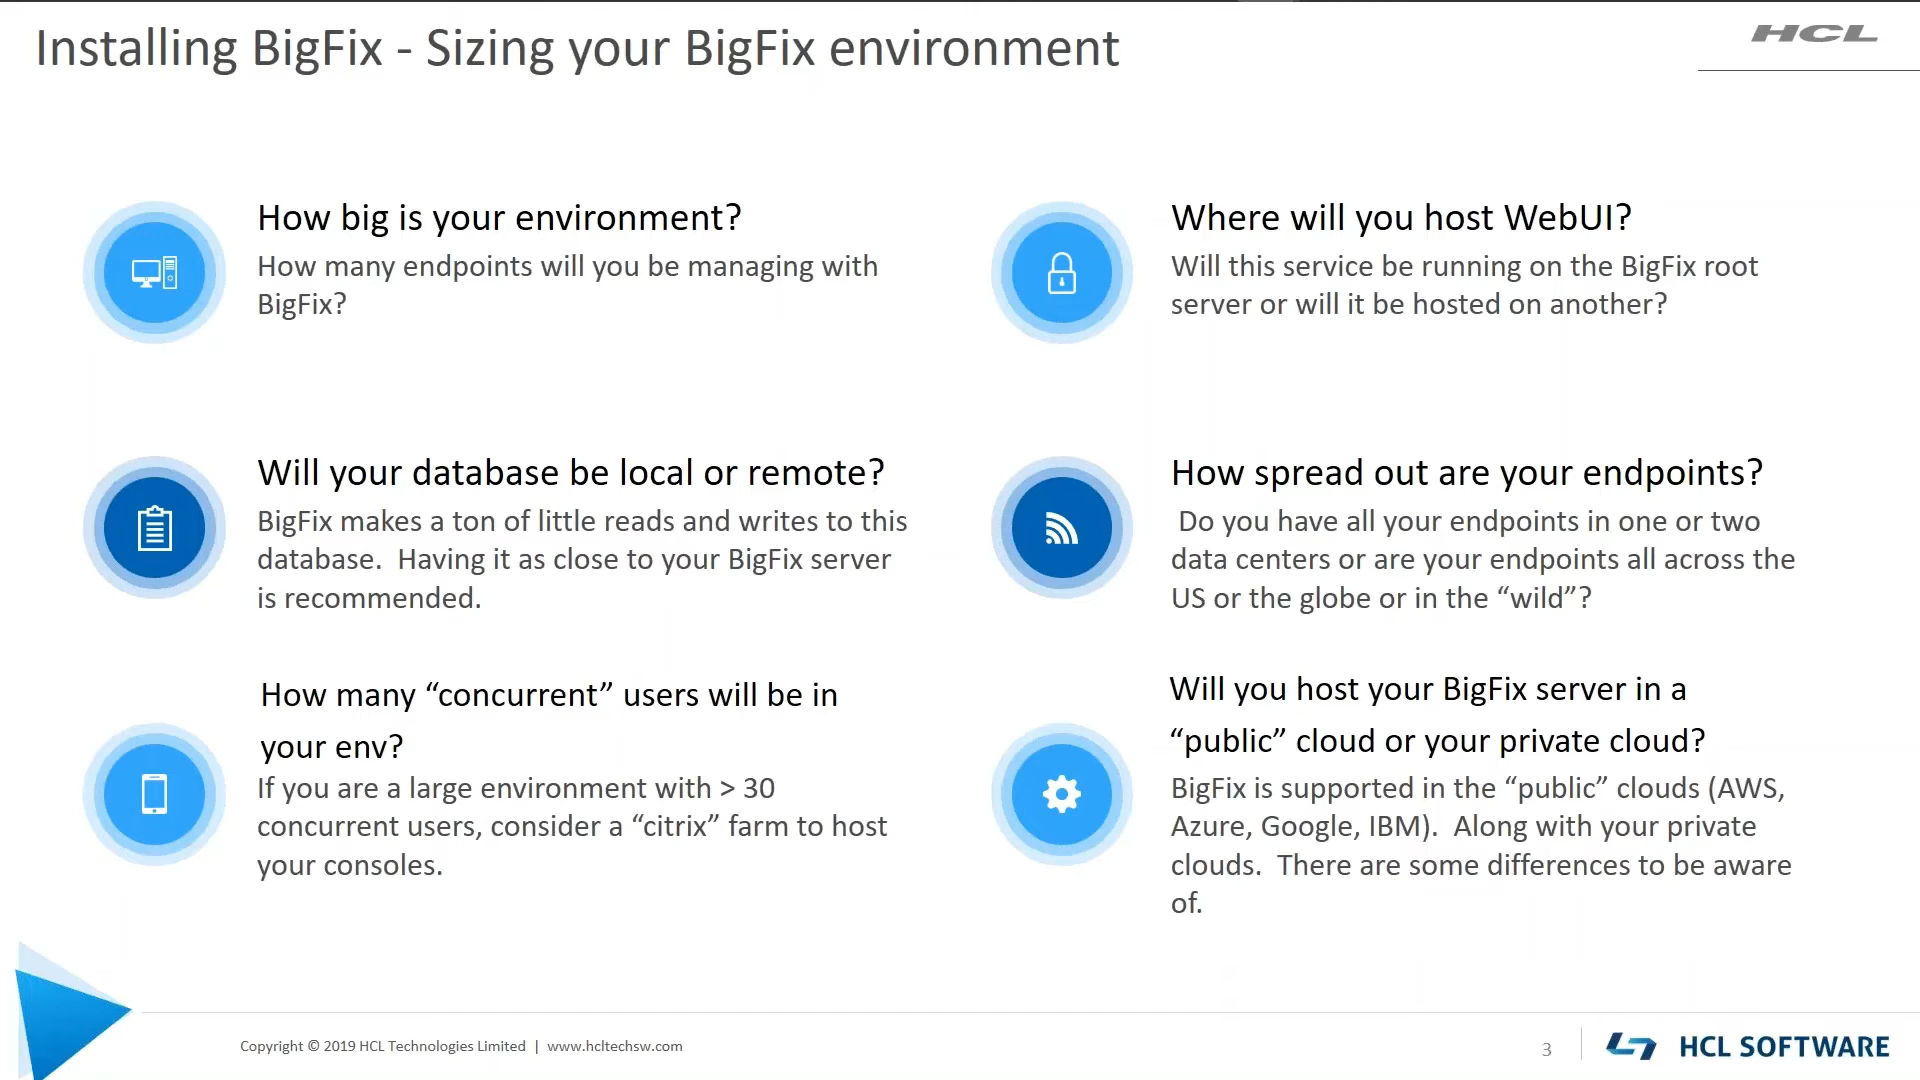 Installing BigFix - Sizing your BigFix environment
HCL
How big is your environment?
How many endpoints will you be managing with
BigFix?
Where will you host WebUI?
Will this service be running on the BigFix root
server or will it be hosted on another?
Will your database be local or remote?
BigFix makes a ton of little reads and writes to this
database.  Having it as close to your BigFix server
is recommended.
How spread out are your endpoints?
Do you have all your endpoints in one or two
data centers or are your endpoints all across the
US or the globe or in the “wild”?
How many “concurrent” users will be in
your env?
If you are a large environment with > 30
concurrent users, consider a “citrix” farm to host
your consoles.
Will you host your BigFix server in a
“public” cloud or your private cloud?
BigFix is supported in the “public” clouds (AWS,
Azure, Google, IBM).  Along with your private
clouds.  There are some differences to be aware
of.
Copyright © 2019 HCL Technologies Limited  |  www.hcltechsw.com
3
HCL SOFTWARE